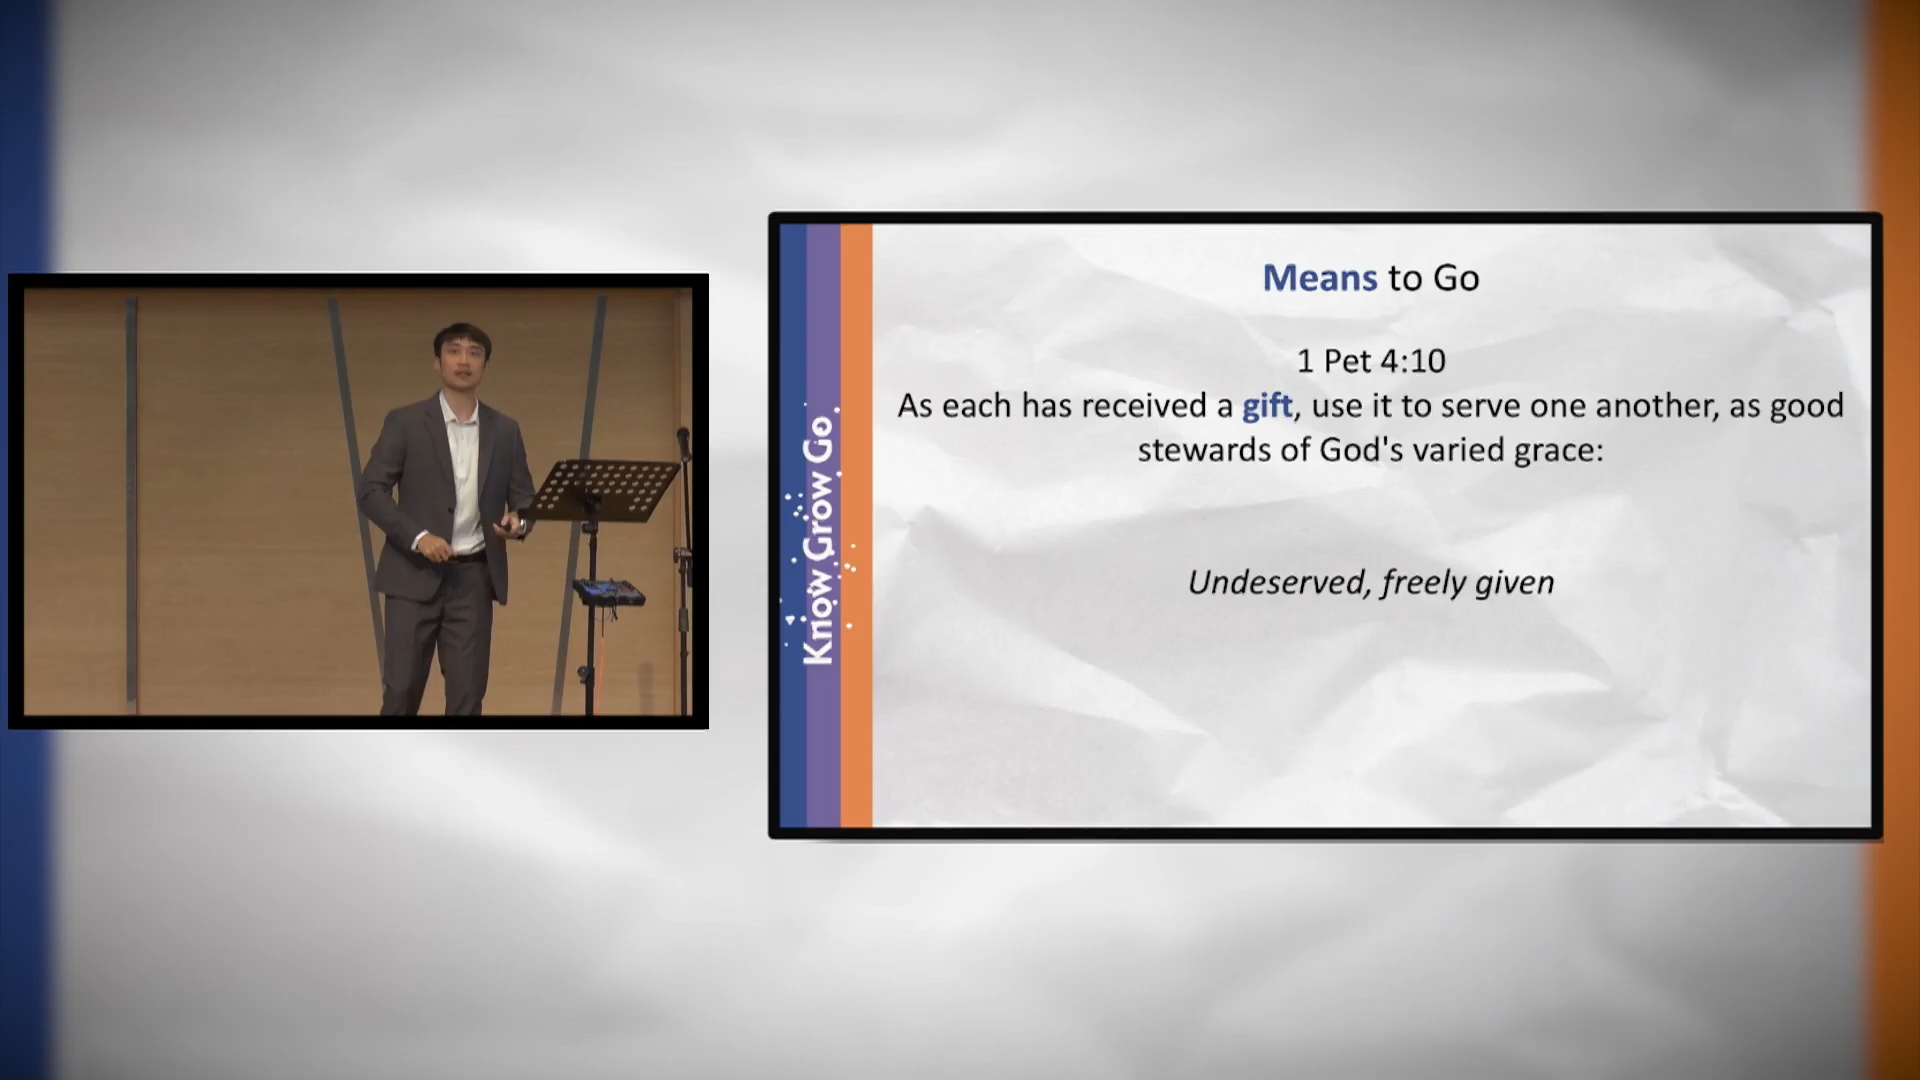 Means to Go
1 Pet 4:10
As each has received a gift, use it to serve one another, as good
stewards of God's varied grace:
Undeserved, freely given
Know Grow Go